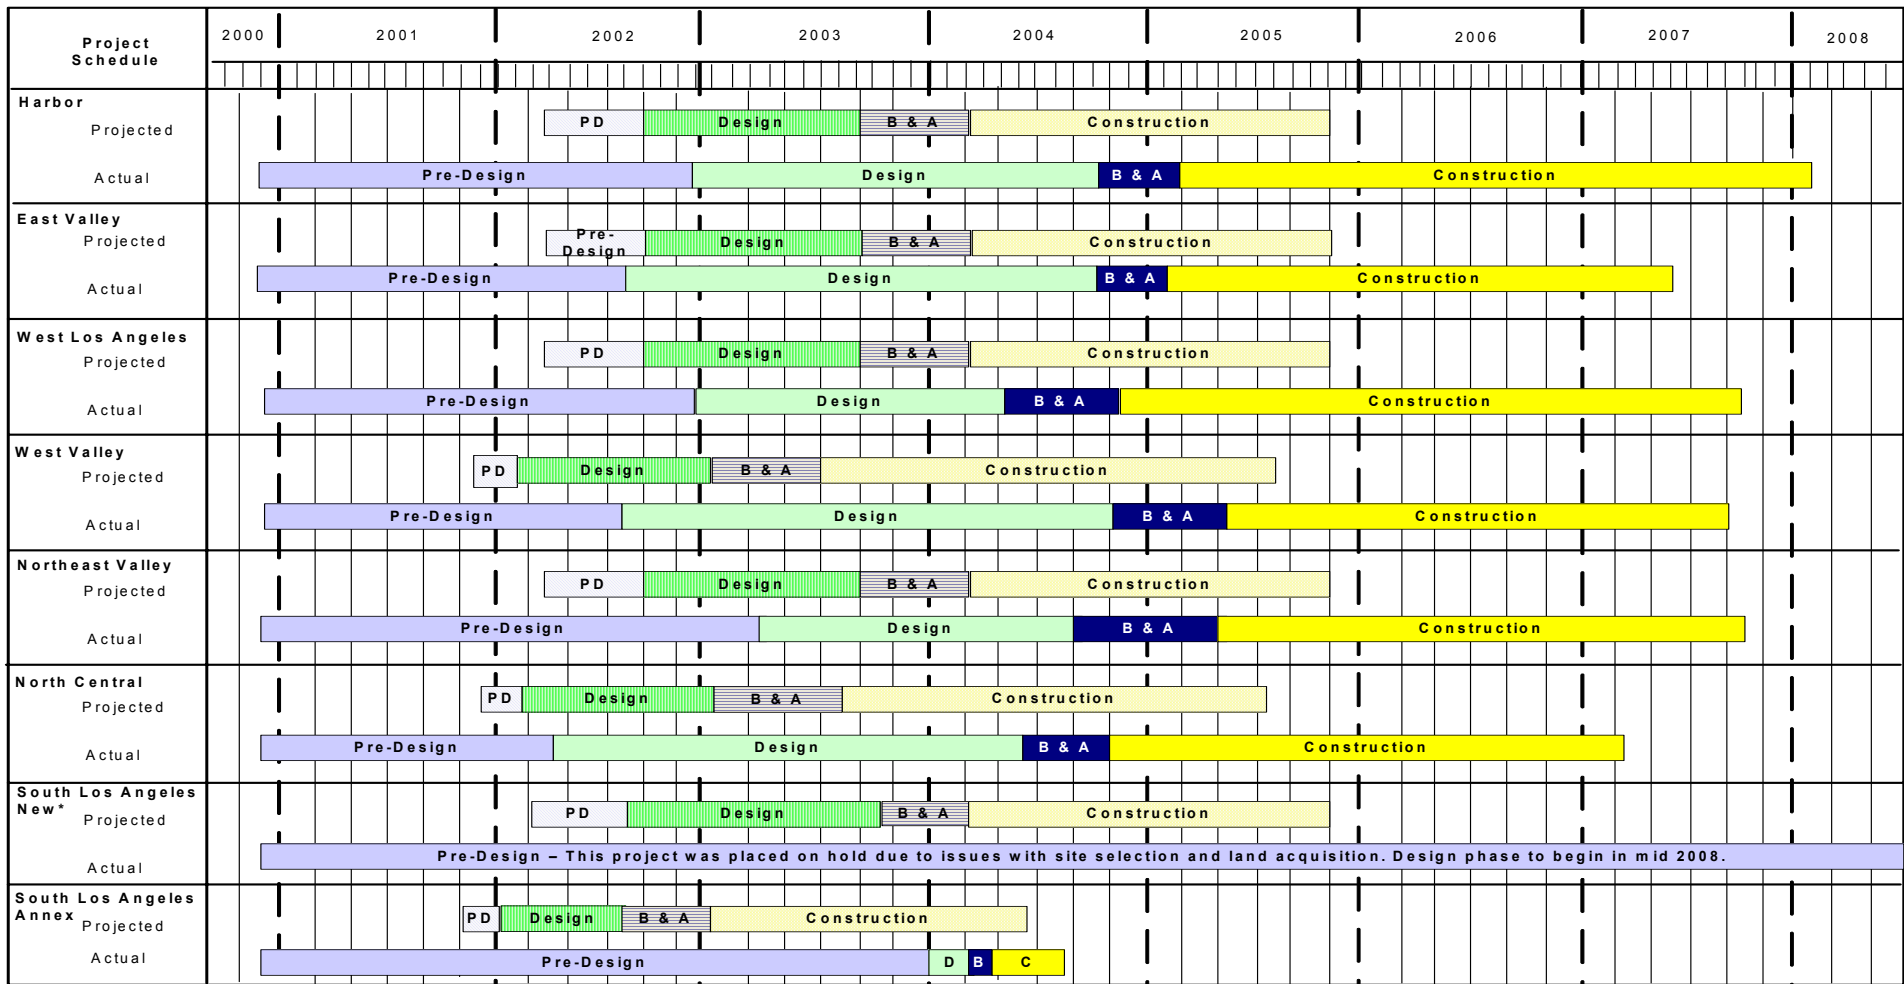 Project
Schedule
2000 2001 2002 2003 2004 2005 2006 2007 2008
Harbor
Projected PD Design B & A Construction
Actual Pre-Design Design B & A Construction
East Valley
Projected Pre-
Design Design B & A Construction
Actual Pre-Design Design B & A Construction
West Los Angeles
Projected PD Design B & A Construction
Actual Pre-Design Design B & A Construction
West Valley
Projected PD Design B & A Construction
Actual Pre-Design Design B & A Construction
Northeast Valley
Projected PD Design B & A Construction
Actual Pre-Design Design B & A Construction
North Central
Projected PD Design B & A Construction
Actual Pre-Design Design B & A Construction
South Los Angeles
New*
Projected PD Design B & A Construction
Actual Pre-Design – This project was placed on hold due to issues with site selection and land acquisition. Design phase to begin in mid 2008.
South Los Angeles
Annex
Projected PD Design B & A Construction
Actual Pre-Design D B C